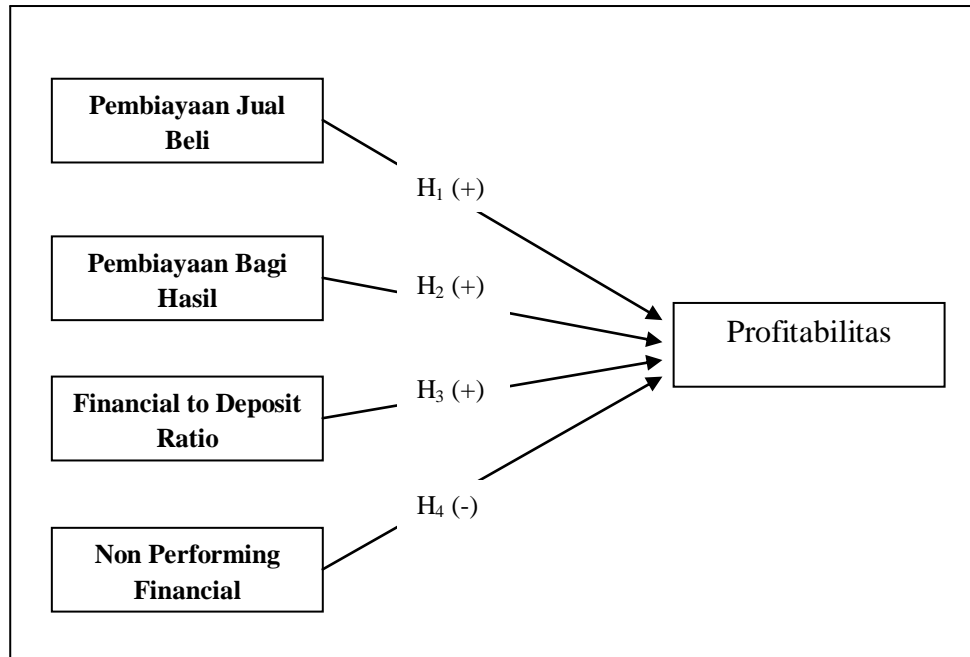 Pembiayaan Jual
Beli
H₁ (+)
Pembiayaan Bagi
Hasil
H₂ (+)
Profitabilitas
Financial to Deposit
Ratio
H₃ (+)
H₄ (-)
Non Performing
Financial